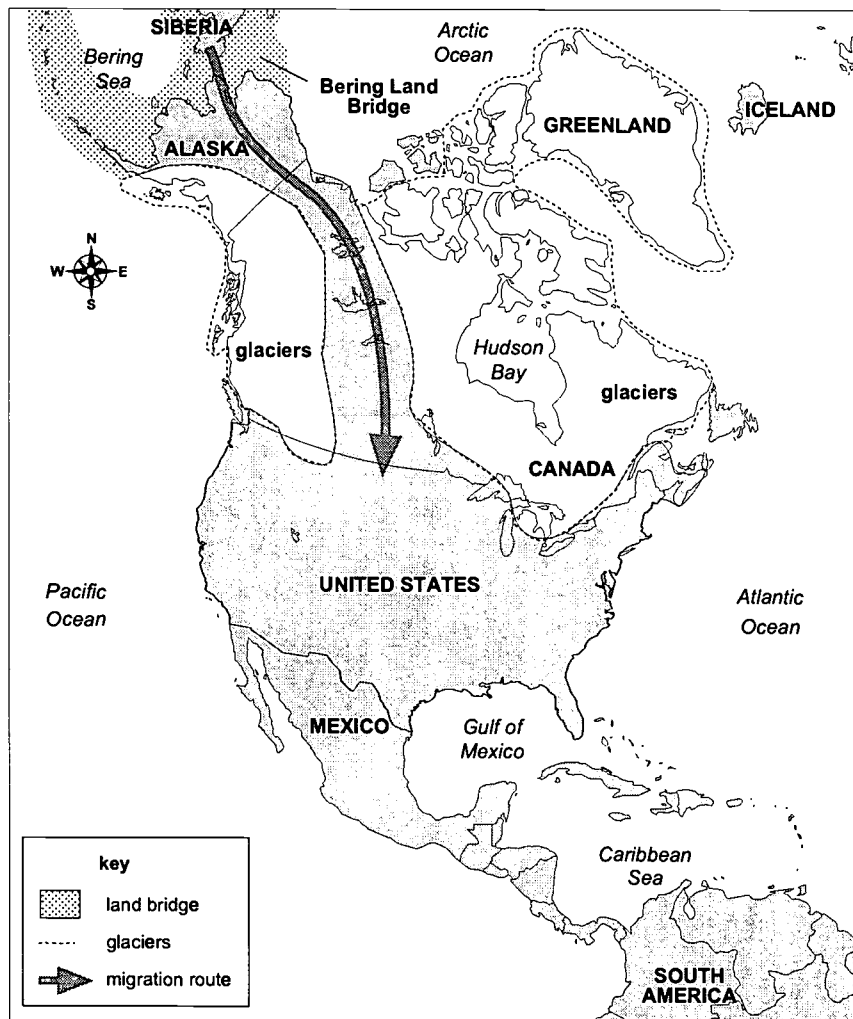 SIBERIA
Bering
Sea
Arctic
Ocean
Bering Land
Bridge
ICELAND
GREENLAND
ALASKA
N
W
E
S
glaciers
Hudson
Bay
glaciers
CANADA
UNITED STATES
Pacific
Ocean
Atlantic
Ocean
MEXICO
Gulf of
Mexico
Caribbean
Sea
key
land bridge
glaciers
migration route
SOUTH
AMERICA